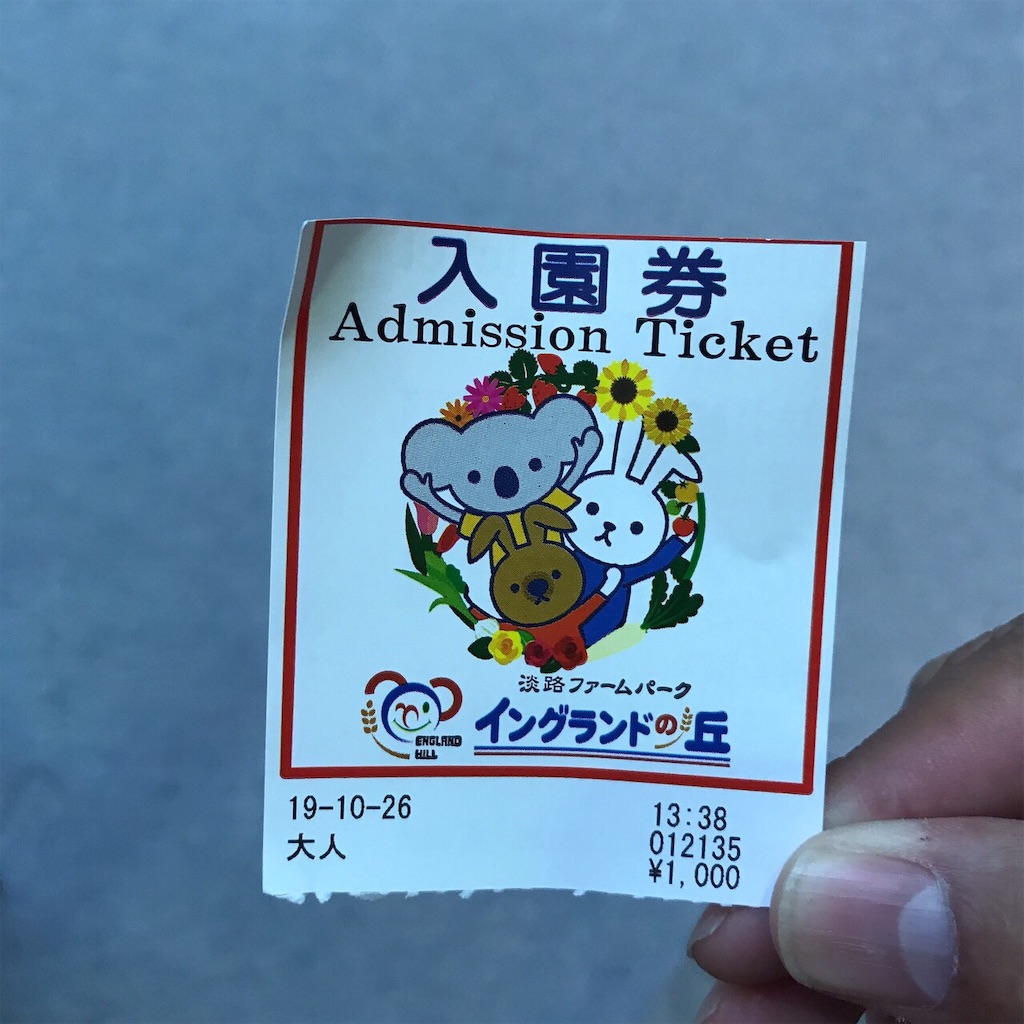 入園券
Admission Ticket
淡路ファームパーク
ENGLAND
HILL
イングランドの丘
19-10-26 13:38
大人 012135
¥1,000